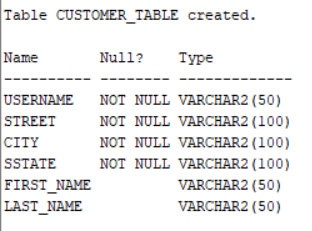 Table CUSTOMER_TABLE created.
Name       Null?    Type
---------- -------- -------------
USERNAME   NOT NULL VARCHAR2(50)
STREET     NOT NULL VARCHAR2(100)
CITY       NOT NULL VARCHAR2(100)
SSTATE     NOT NULL VARCHAR2(100)
FIRST_NAME          VARCHAR2(50)
LAST_NAME           VARCHAR2(50)